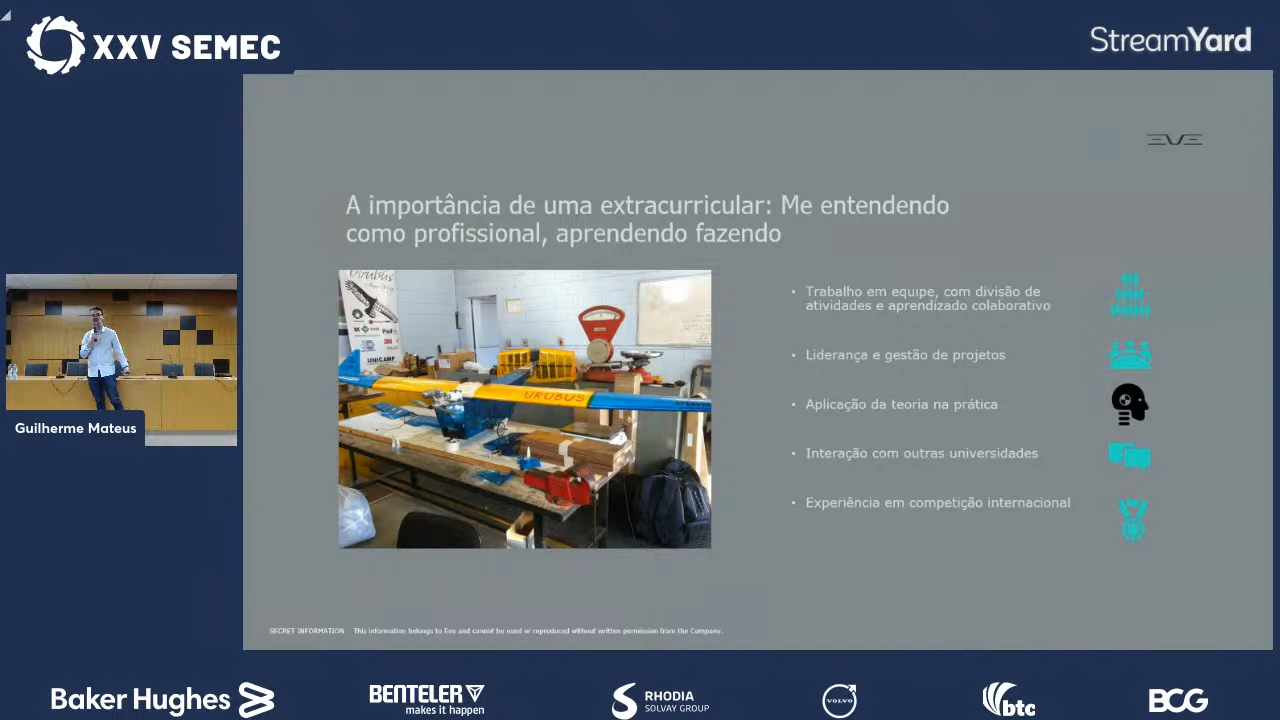 XXV SEMEC
StreamYard
EVE
A importância de uma extracurricular: Me entendendo
como profissional, aprendendo fazendo
Urubus
UNICAMP
URUBUS
• Trabalho em equipe, com divisão de
atividades e aprendizado colaborativo
• Liderança e gestão de projetos
• Aplicação da teoria na prática
• Interação com outras universidades
• Experiência em competição internacional
Guilherme Mateus
SECRET INFORMATION This information belongs to Eve and cannot be used or reproduced without written permission from the Company.
Baker Hughes
BENTELER
makes it happen
RHODIA
SOLVAY GROUP
VOLVO
btc
BCG